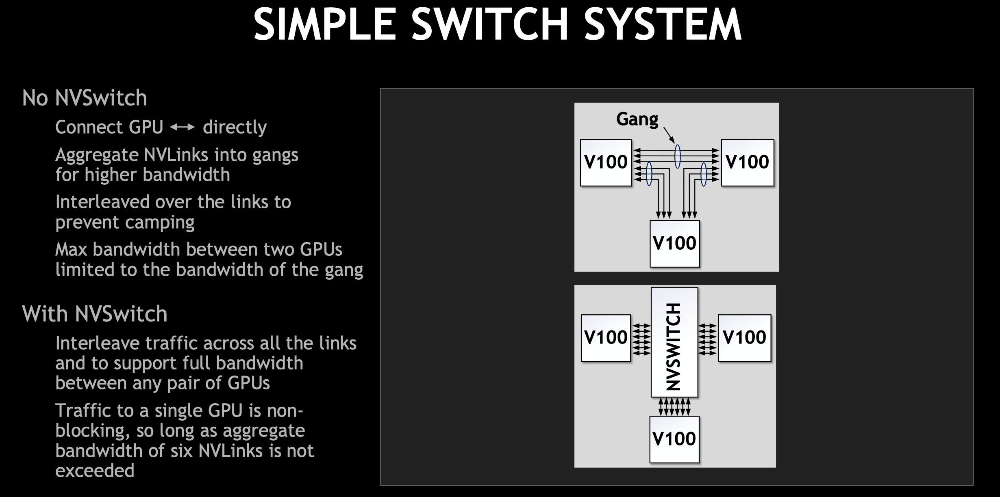 SIMPLE SWITCH SYSTEM
No NVSwitch
Connect GPU ↔ directly
Aggregate NVLinks into gangs
for higher bandwidth
Interleaved over the links to
prevent camping
Max bandwidth between two GPUs
limited to the bandwidth of the gang
With NVSwitch
Interleave traffic across all the links
and to support full bandwidth
between any pair of GPUs
Traffic to a single GPU is non-
blocking, so long as aggregate
bandwidth of six NVLinks is not
exceeded
Gang
V100
V100
V100
NVSWITCH
V100
V100
V100